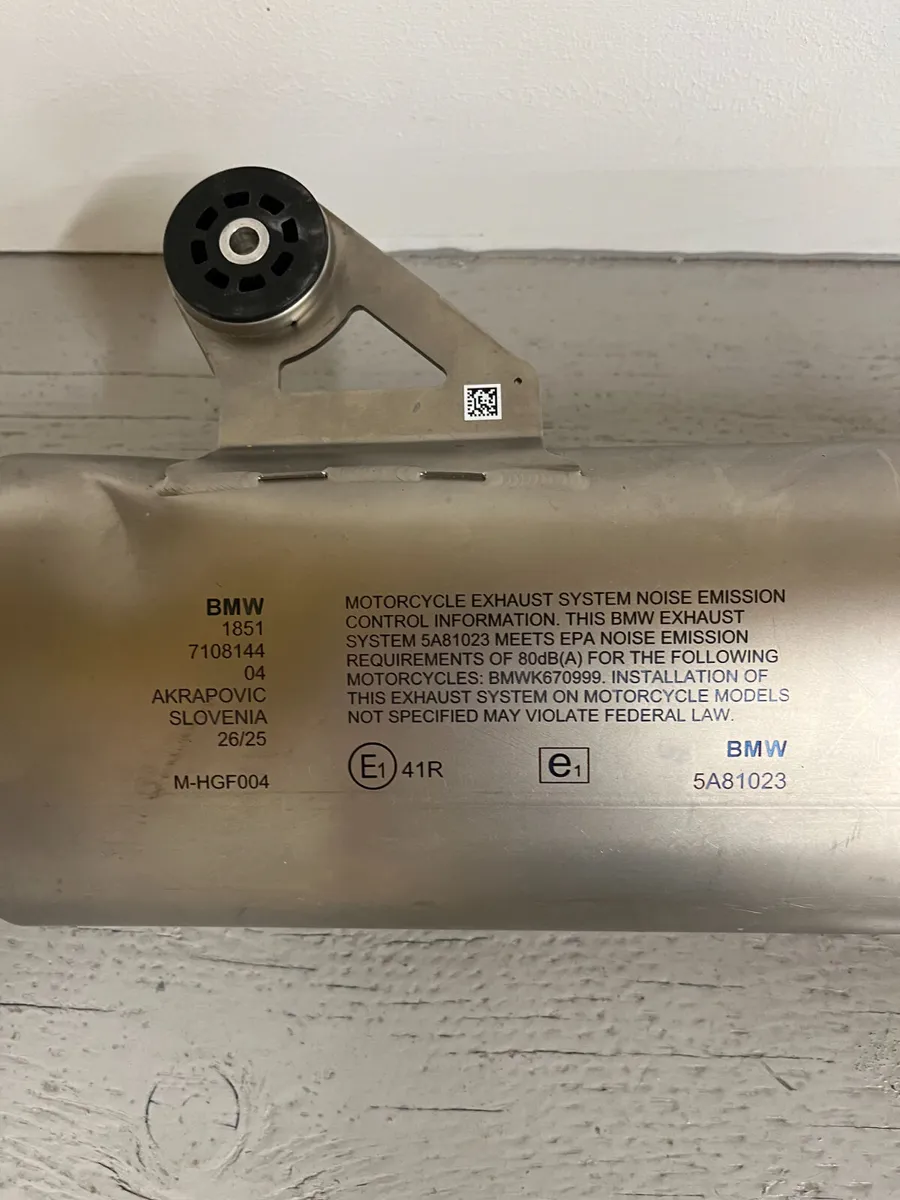 BMW
1851
7108144
04
AKRAPOVIC
SLOVENIA
26/25
M-HGF004
MOTORCYCLE EXHAUST SYSTEM NOISE EMISSION
CONTROL INFORMATION. THIS BMW EXHAUST
SYSTEM 5A81023 MEETS EPA NOISE EMISSION
REQUIREMENTS OF 80dB(A) FOR THE FOLLOWING
MOTORCYCLES: BMWK670999. INSTALLATION OF
THIS EXHAUST SYSTEM ON MOTORCYCLE MODELS
NOT SPECIFIED MAY VIOLATE FEDERAL LAW.
E1 41R
e1
BMW
5A81023